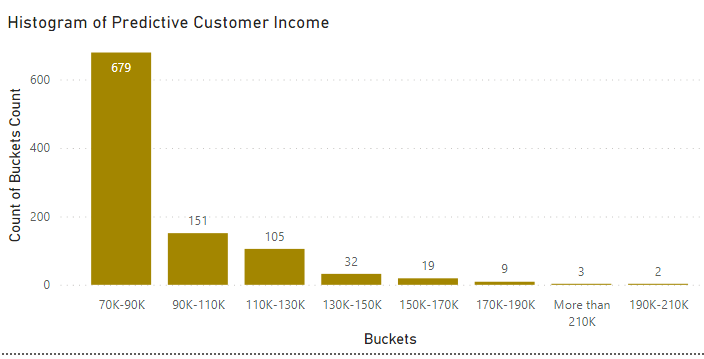 Histogram of Predictive Customer Income
Count of Buckets Count
600
400
200
0
679
151
105
32
19
9
3
2
70K-90K
90K-110K
110K-130K
130K-150K
150K-170K
170K-190K
More than
210K
190K-210K
Buckets